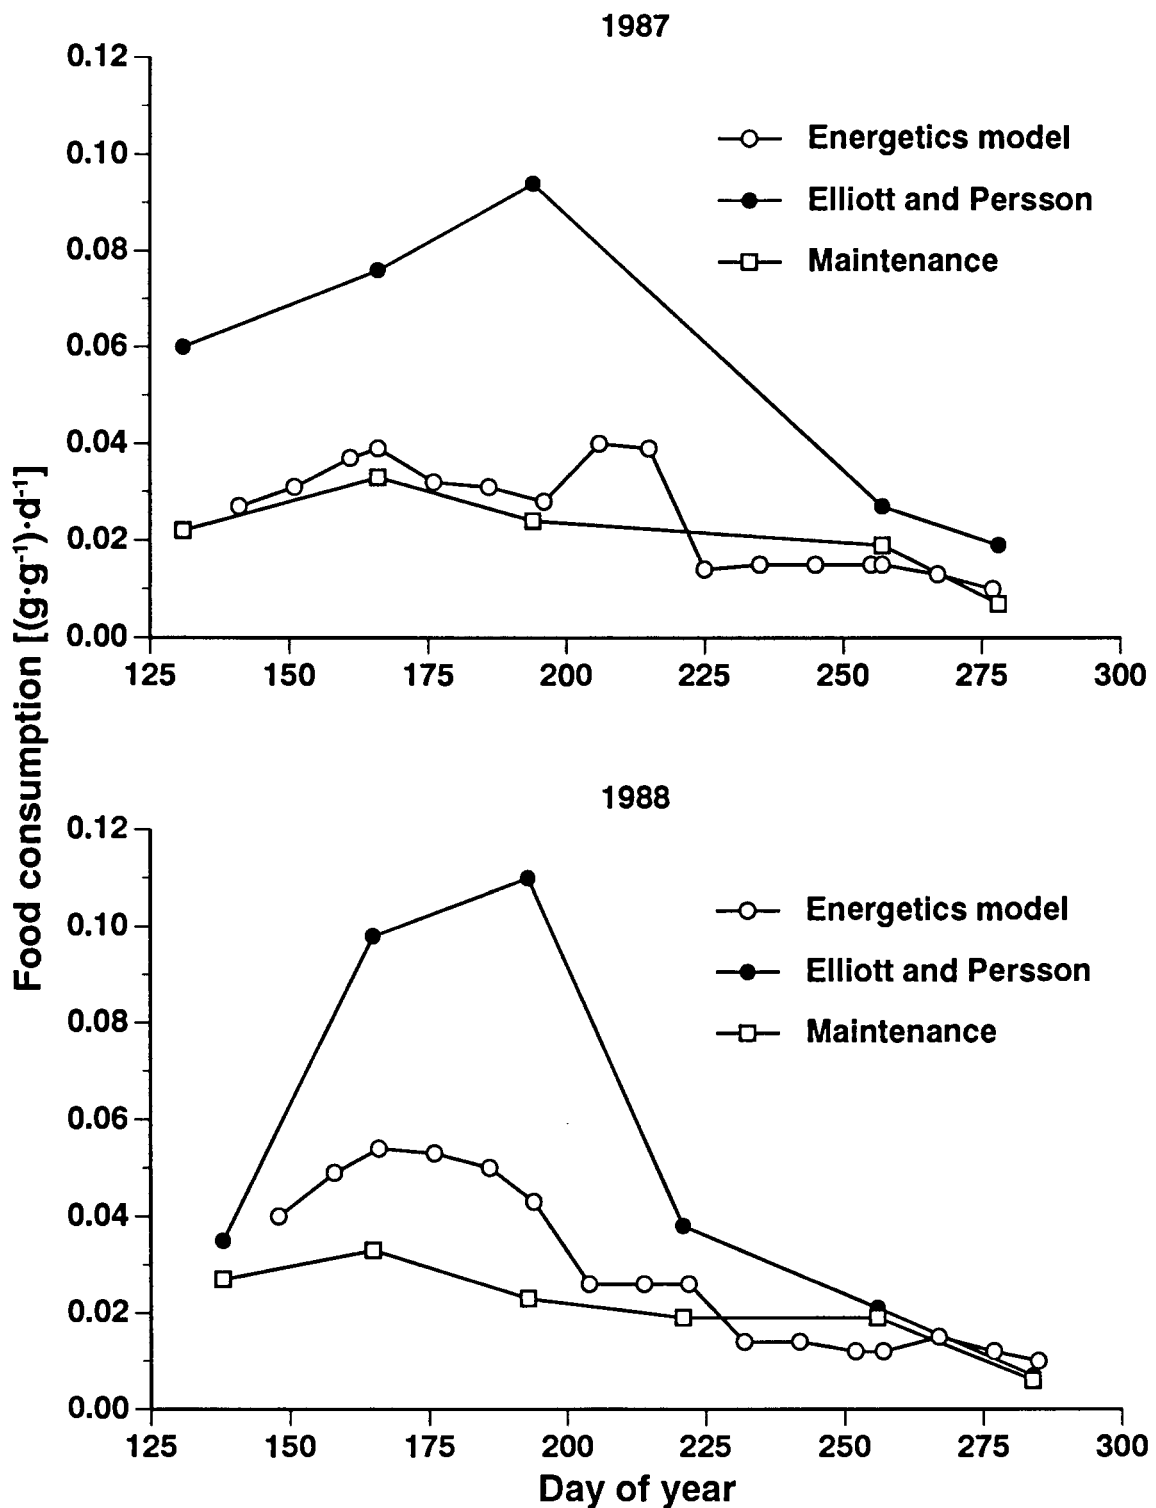 1987
0.12
0.10
0.08
0.06
0.04
0.02
0.00
125 150 175 200 225 250 275 300
Energetics model
Elliott and Persson
Maintenance
Food consumption [(g·g⁻¹)·d⁻¹]
1988
0.12
0.10
0.08
0.06
0.04
0.02
0.00
125 150 175 200 225 250 275 300
Energetics model
Elliott and Persson
Maintenance
Day of year